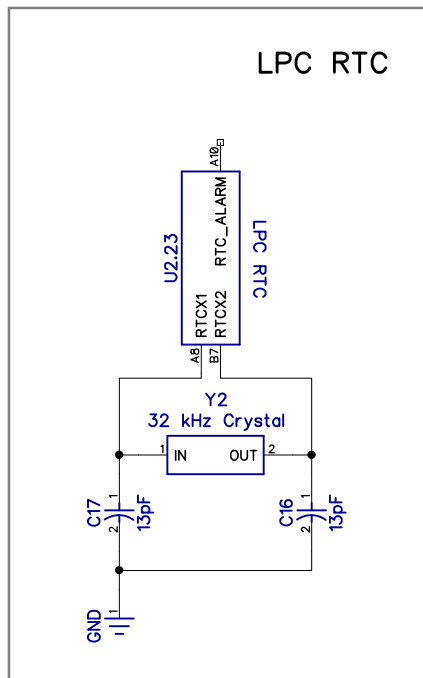 LPC RTC
A10
RTC_ALARM
U2.23
LPC RTC
RTCX1
RTCX2
A8
B7
Y2
32 kHz Crystal
1
IN
OUT
2
1
C17
13pF
2
1
C16
13pF
2
GND
1